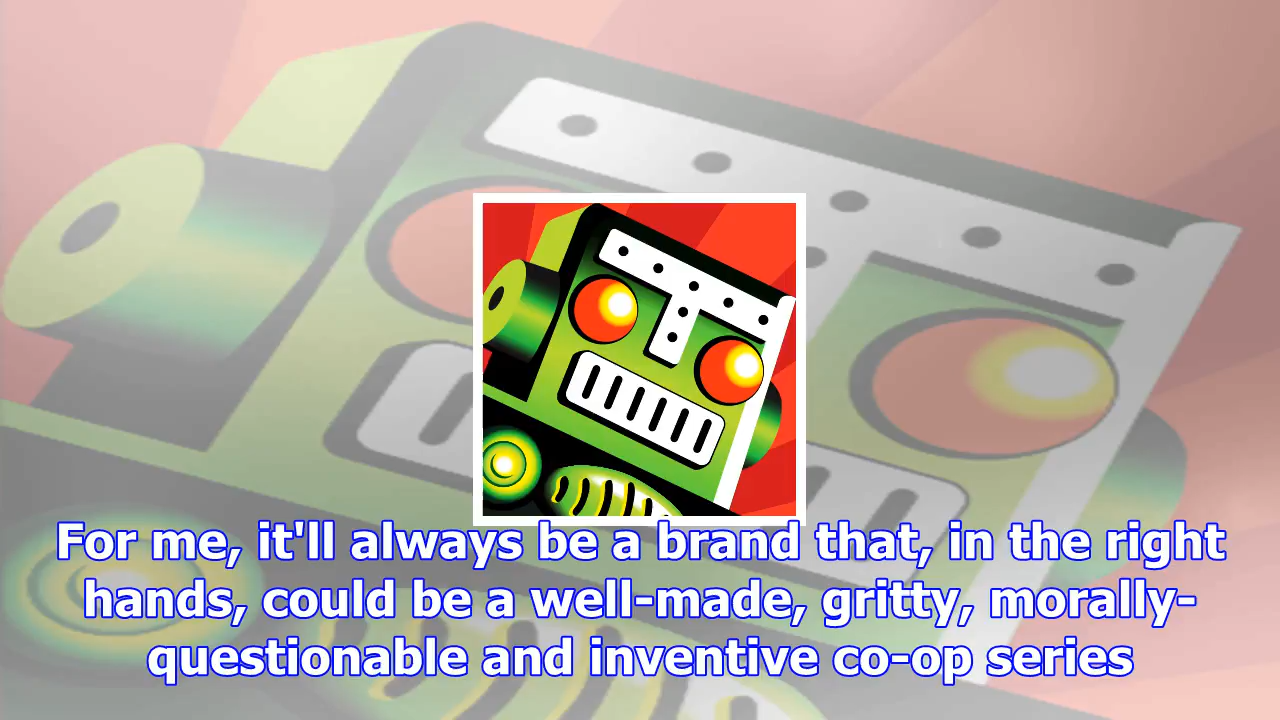 For me, it'll always be a brand that, in the right
hands, could be a well-made, gritty, morally-
questionable and inventive co-op series